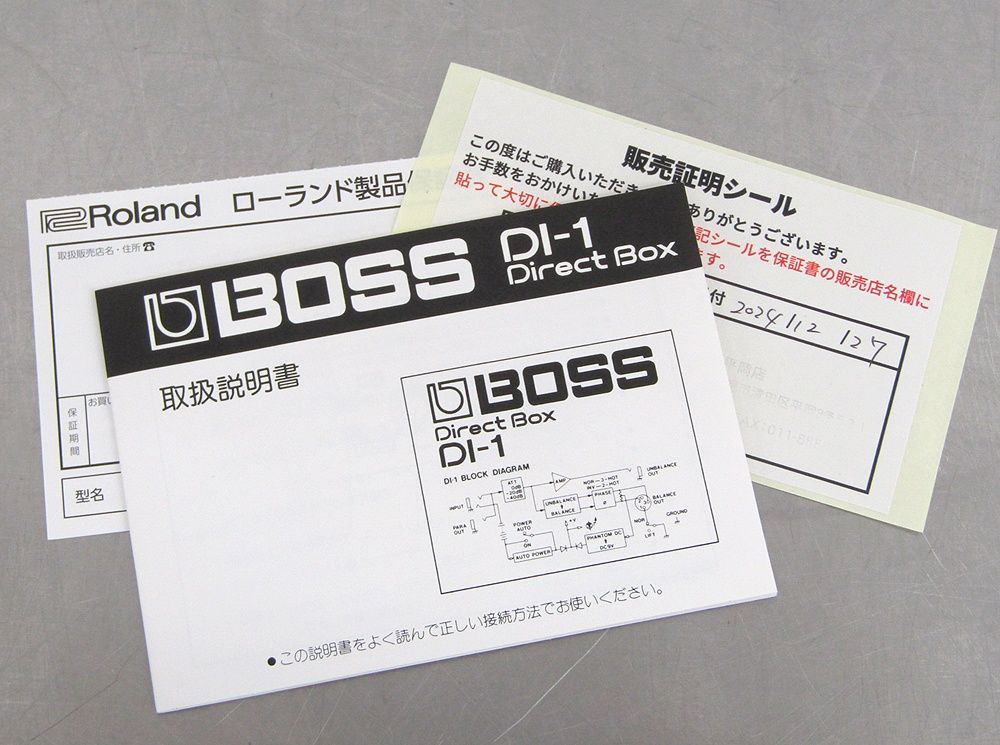 Roland ローランド製品保
取扱販売店名・住所☎
保証期間
お買い
型名
販売証明シール
この度はご購入いただき
ありがとうございます。
お手数をおかけいた
記シールを保証書の販売店名欄に
貼って大切に
ます。
付 2024 11 2
BOSS DI-1
Direct Box
取扱説明書
BOSS
Direct Box
DI-1
DI-1 BLOCK DIAGRAM
INPUT
PARA OUT
ATT
0dB
-20dB
-40dB
AMP
UNBALANCE
BALANCE
NOR-3-HOT
INV-2-HOT
PHASE
ø
UNBALANCE OUT
BALANCE OUT
GROUND
NOR
LIFT
POWER
AUTO
ON
AUTO POWER
+V
PHANTOM DC
DC9V
●この説明書をよく読んで正しい接続方法でお使いください。